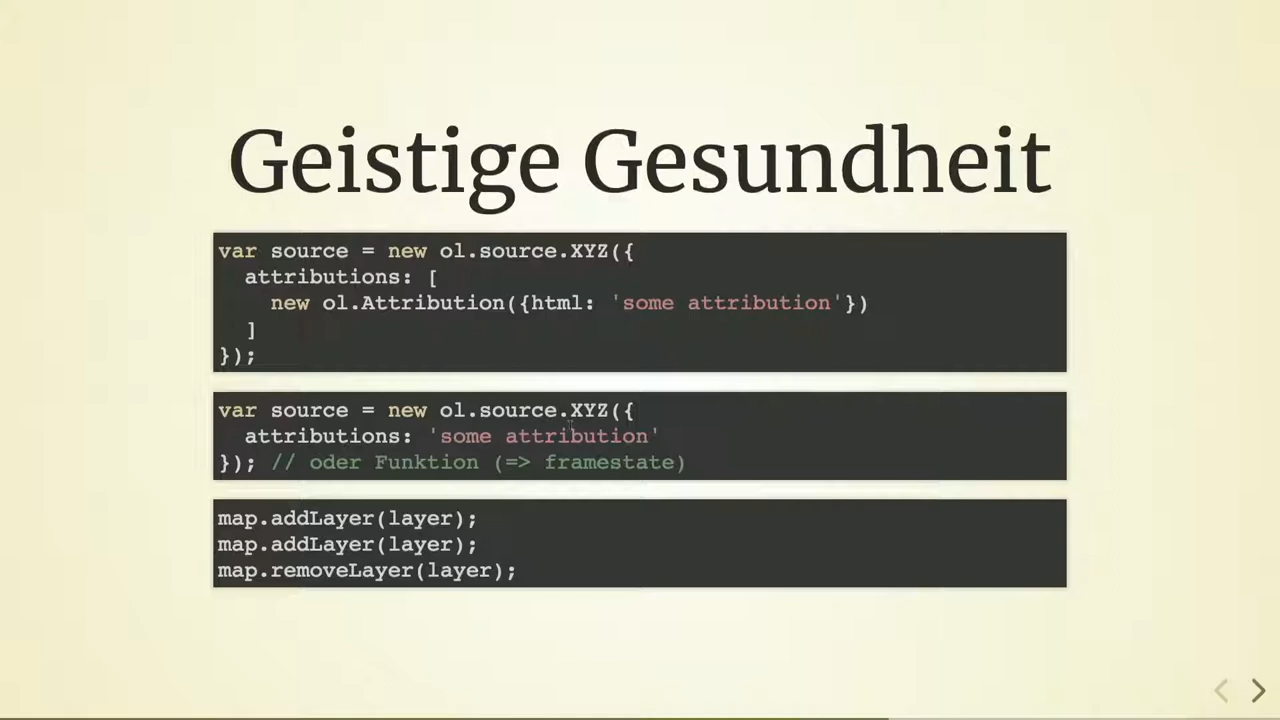 Geistige Gesundheit
var source = new ol.source.XYZ({
  attributions: [
    new ol.Attribution({html: 'some attribution'})
  ]
});
var source = new ol.source.XYZ({
  attributions: 'some attribution'
}); // oder Funktion (=> framestate)
map.addLayer(layer);
map.addLayer(layer);
map.removeLayer(layer);